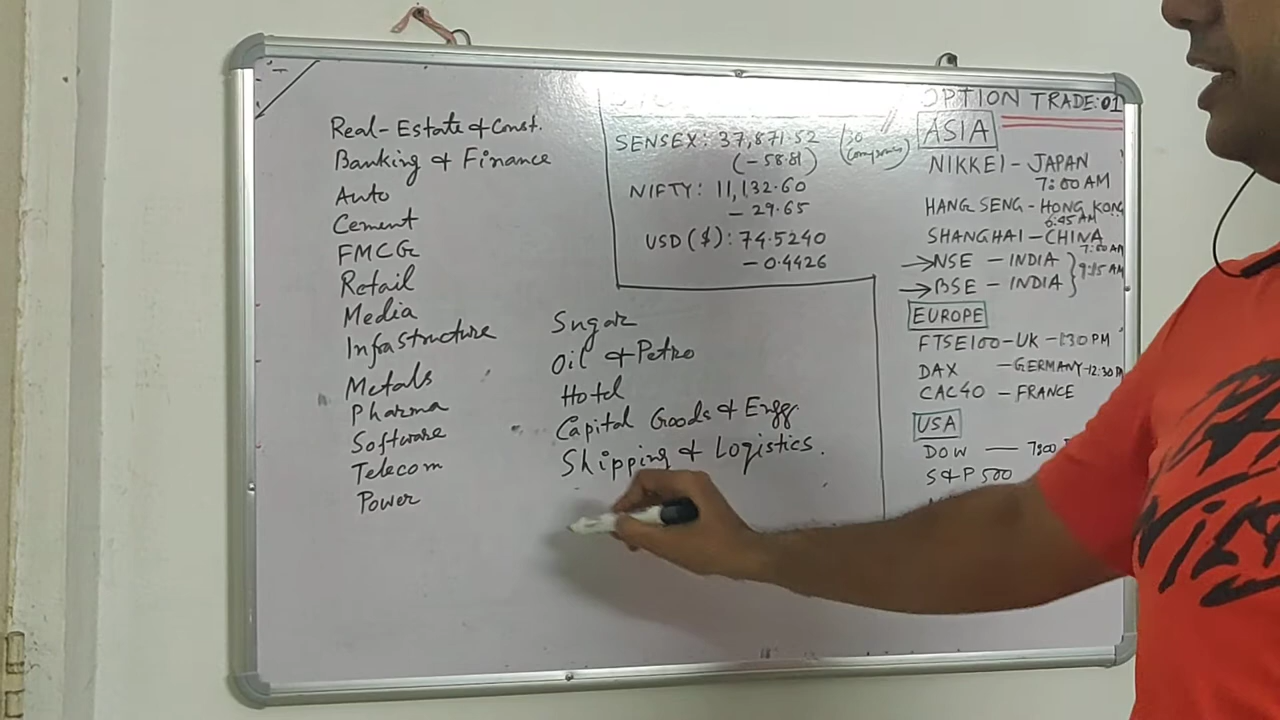 Real-Estate & Const.
Banking & Finance
Auto
Cement
FMCG
Retail
Media
Infrastructure
Metals
Pharma
Software
Telecom
Power
Sugar
Oil & Petro
Hotel
Capital Goods & Engg.
Shipping & Logistics.
SENSEX: 37,871.52
(-58.81)
(30 Companies)
NIFTY: 11,132.60
- 29.65
USD($): 74.5240
- 0.4426
OPTION TRADE:01
ASIA
NIKKEI - JAPAN
7:00 AM
HANG SENG - HONG KONG
6:45 AM
SHANGHAI - CHINA
7:00 AM
NSE - INDIA
BSE - INDIA
9:15 AM
EUROPE
FTSE100 - UK - 1:30 PM
DAX - GERMANY - 12:30
CAC40 - FRANCE
USA
DOW — 7:00
S&P 500